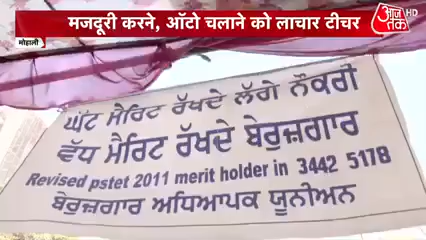 मजदूरी करने, ऑटो चलाने को लाचार टीचर
मोहाली
आज तक HD
ਘੱਟ ਮੈਰਿਟ ਰੱਖਦੇ ਲੱਗੇ ਨੌਕਰੀ
ਵੱਧ ਮੈਰਿਟ ਰੱਖਦੇ ਬੇਰੁਜ਼ਗਾਰ
Revised pstet 2011 merit holder in 3442 5178
ਬੇਰੁਜ਼ਗਾਰ ਅਧਿਆਪਕ ਯੂਨੀਅਨ